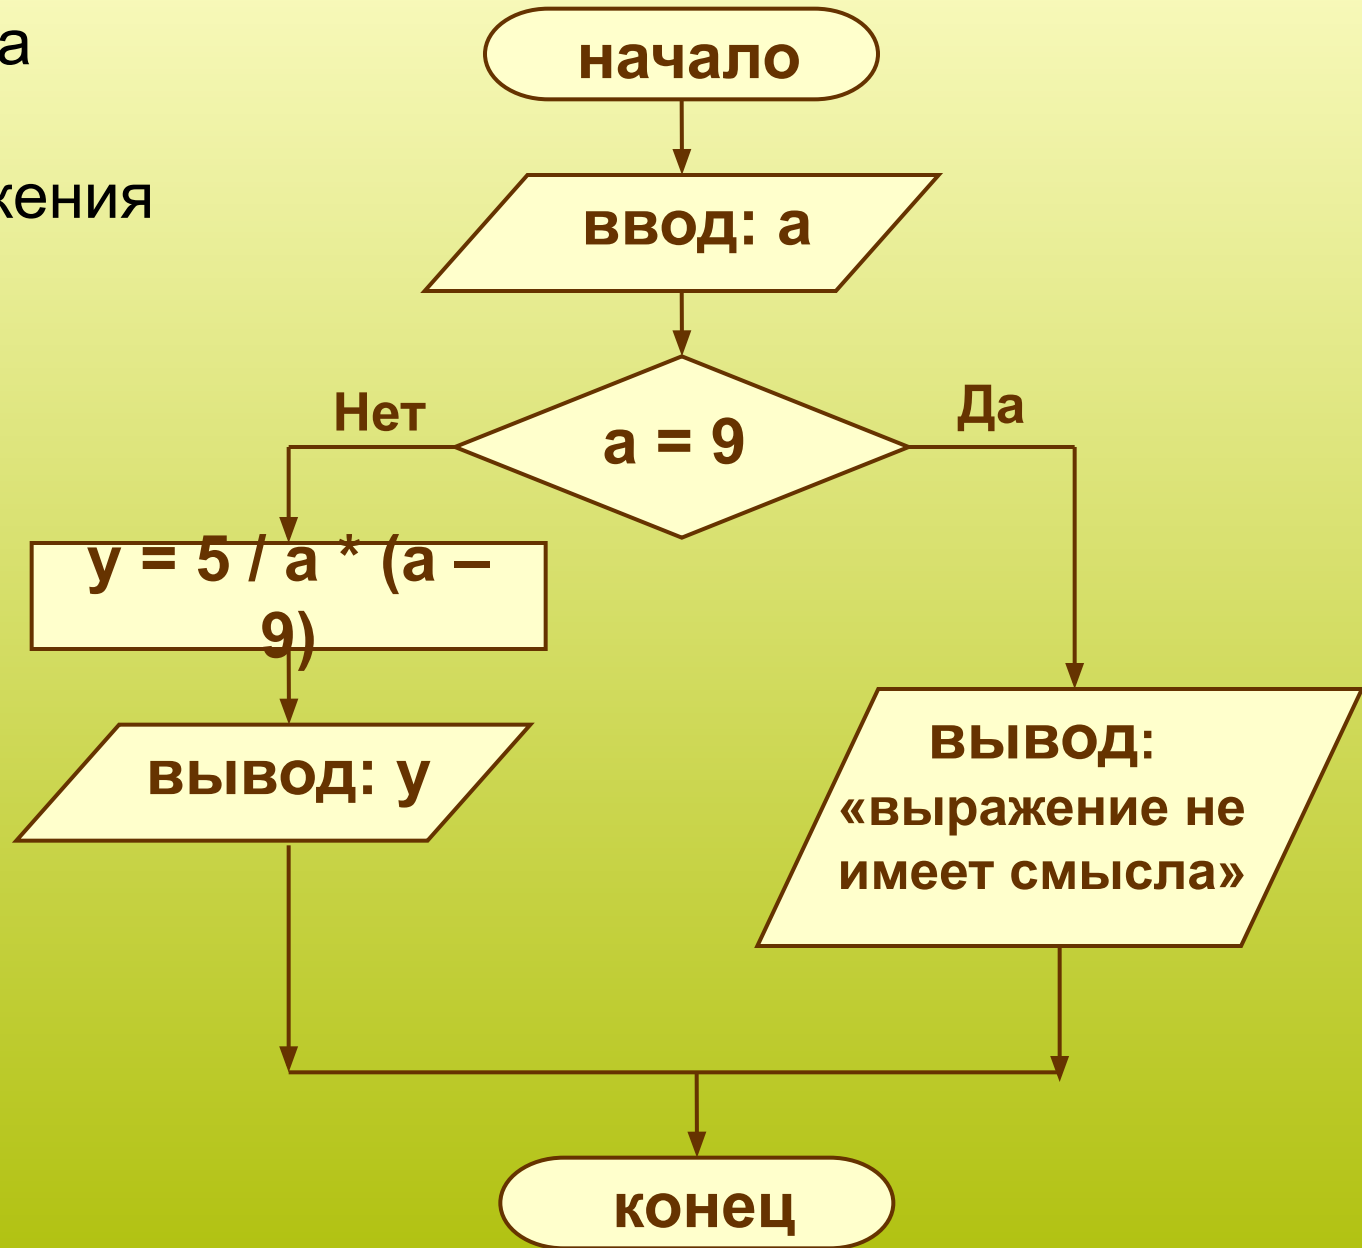 а
жения
начало
ввод: а
Нет
Да
а = 9
у = 5 / а * (а –
9)
вывод: у
вывод:
«выражение не
имеет смысла»
конец